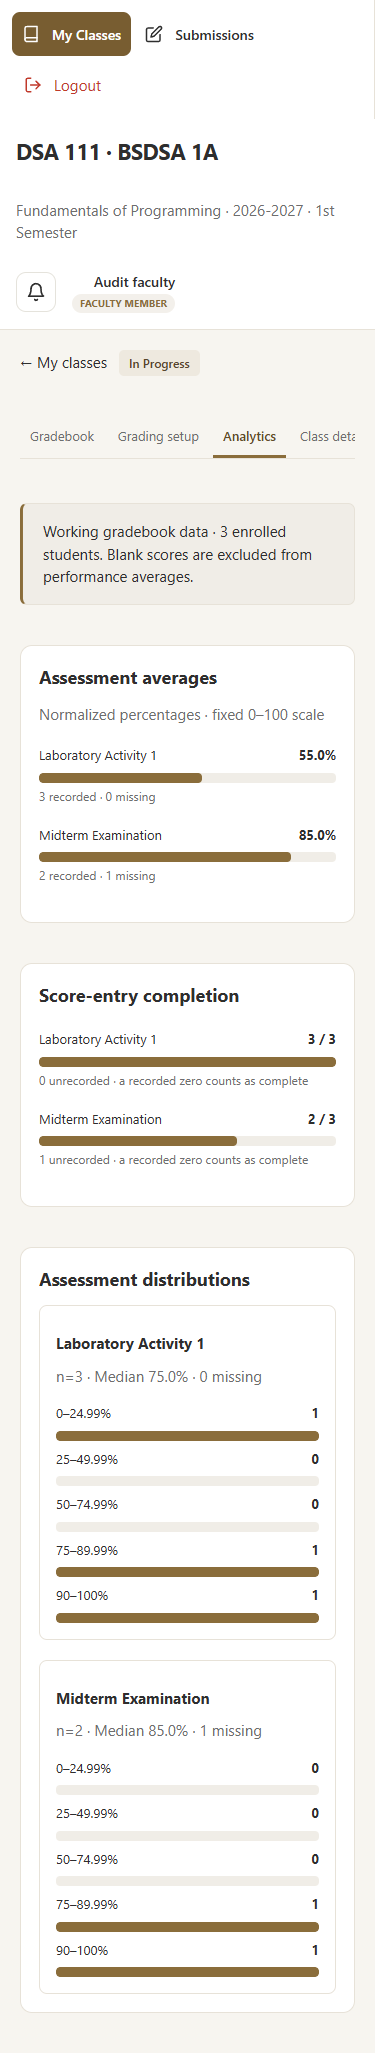 My Classes
Submissions
Logout
DSA 111 · BSDSA 1A
Fundamentals of Programming · 2026-2027 · 1st
Semester
Audit faculty
FACULTY MEMBER
← My classes
In Progress
Gradebook
Grading setup
Analytics
Class deta
Working gradebook data · 3 enrolled
students. Blank scores are excluded from
performance averages.
Assessment averages
Normalized percentages · fixed 0–100 scale
Laboratory Activity 1 55.0%
3 recorded · 0 missing
Midterm Examination 85.0%
2 recorded · 1 missing
Score-entry completion
Laboratory Activity 1 3 / 3
0 unrecorded · a recorded zero counts as complete
Midterm Examination 2 / 3
1 unrecorded · a recorded zero counts as complete
Assessment distributions
Laboratory Activity 1
n=3 · Median 75.0% · 0 missing
0–24.99% 1
25–49.99% 0
50–74.99% 0
75–89.99% 1
90–100% 1
Midterm Examination
n=2 · Median 85.0% · 1 missing
0–24.99% 0
25–49.99% 0
50–74.99% 0
75–89.99% 1
90–100% 1